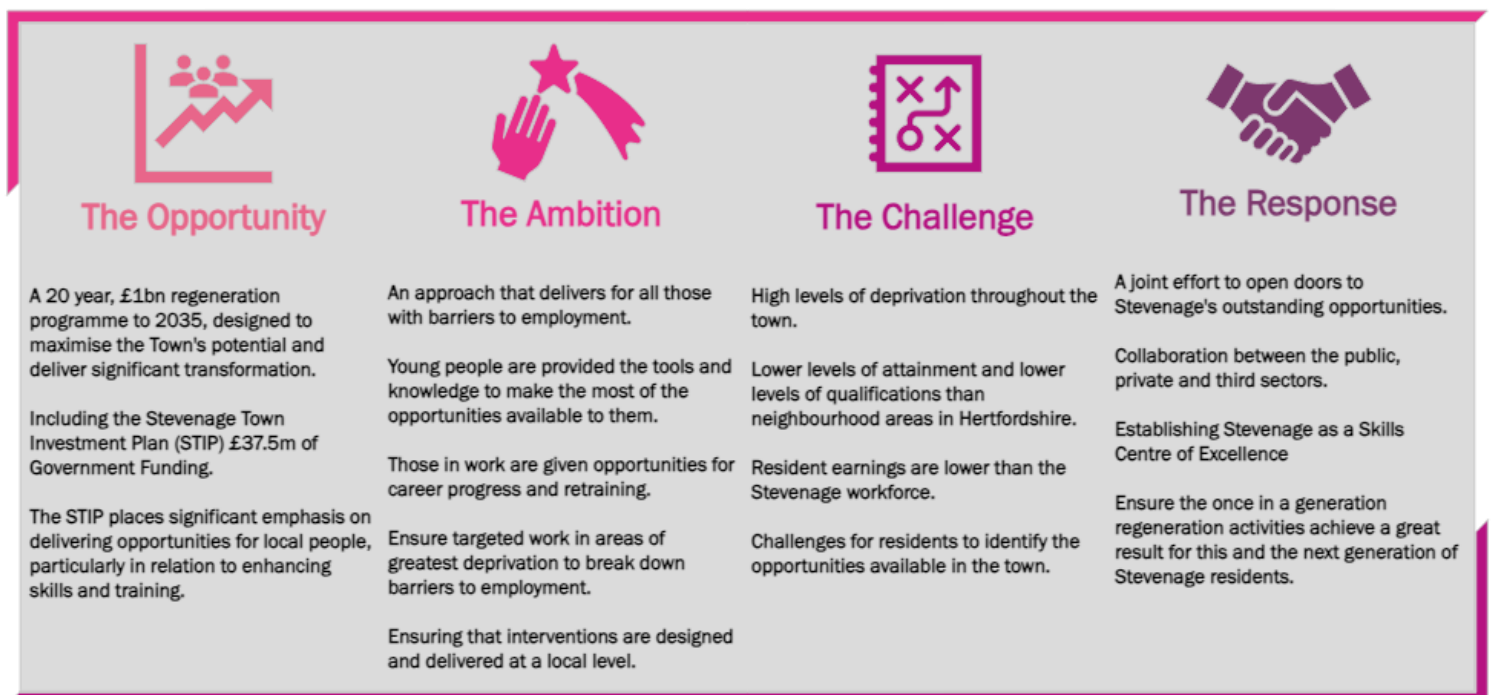 The Opportunity
A 20 year, £1bn regeneration
programme to 2035, designed to
maximise the Town's potential and
deliver significant transformation.
Including the Stevenage Town
Investment Plan (STIP) £37.5m of
Government Funding.
The STIP places significant emphasis on
delivering opportunities for local people,
particularly in relation to enhancing
skills and training.
The Ambition
An approach that delivers for all those
with barriers to employment.
Young people are provided the tools and
knowledge to make the most of the
opportunities available to them.
Those in work are given opportunities for
career progress and retraining.
Ensure targeted work in areas of
greatest deprivation to break down
barriers to employment.
Ensuring that interventions are designed
and delivered at a local level.
The Challenge
High levels of deprivation throughout the
town.
Lower levels of attainment and lower
levels of qualifications than
neighbourhood areas in Hertfordshire.
Resident earnings are lower than the
Stevenage workforce.
Challenges for residents to identify the
opportunities available in the town.
The Response
A joint effort to open doors to
Stevenage's outstanding opportunities.
Collaboration between the public,
private and third sectors.
Establishing Stevenage as a Skills
Centre of Excellence
Ensure the once in a generation
regeneration activities achieve a great
result for this and the next generation of
Stevenage residents.